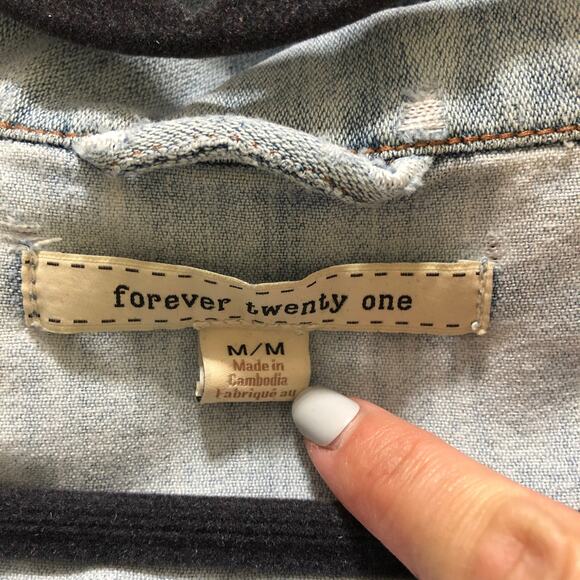 forever twenty one
M/M
Made in
Cambodia
Fabriqué au